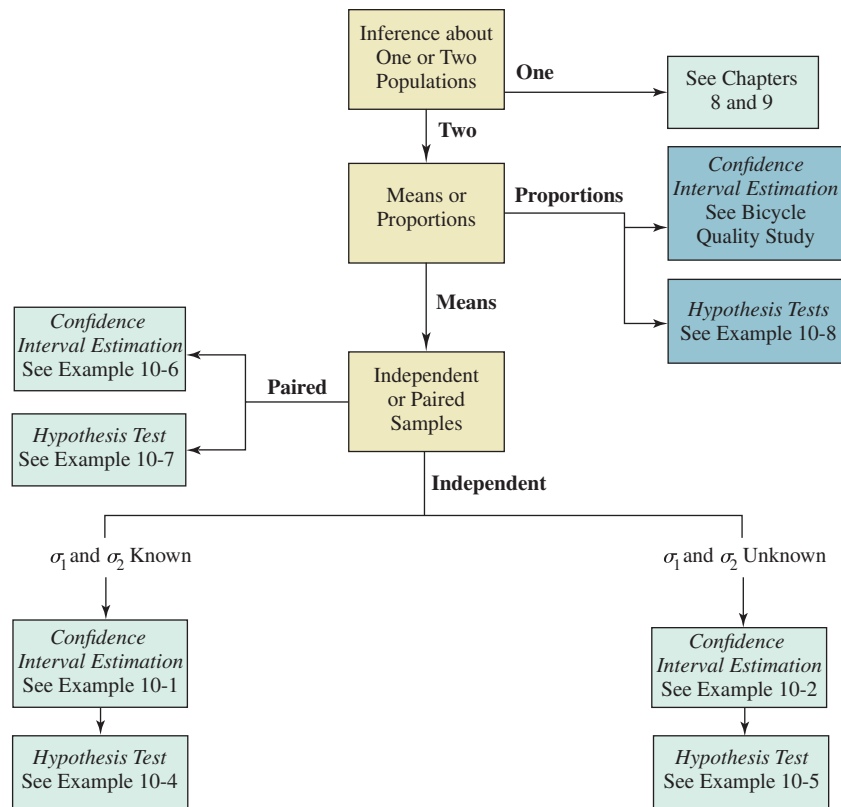 Inference about
One or Two
Populations
One
See Chapters
8 and 9
Two
Means or
Proportions
Proportions
Confidence
Interval Estimation
See Bicycle
Quality Study
Hypothesis Tests
See Example 10-8
Means
Confidence
Interval Estimation
See Example 10-6
Paired
Independent
or Paired
Samples
Hypothesis Test
See Example 10-7
Independent
σ₁ and σ₂ Known
σ₁ and σ₂ Unknown
Confidence
Interval Estimation
See Example 10-1
Confidence
Interval Estimation
See Example 10-2
Hypothesis Test
See Example 10-4
Hypothesis Test
See Example 10-5